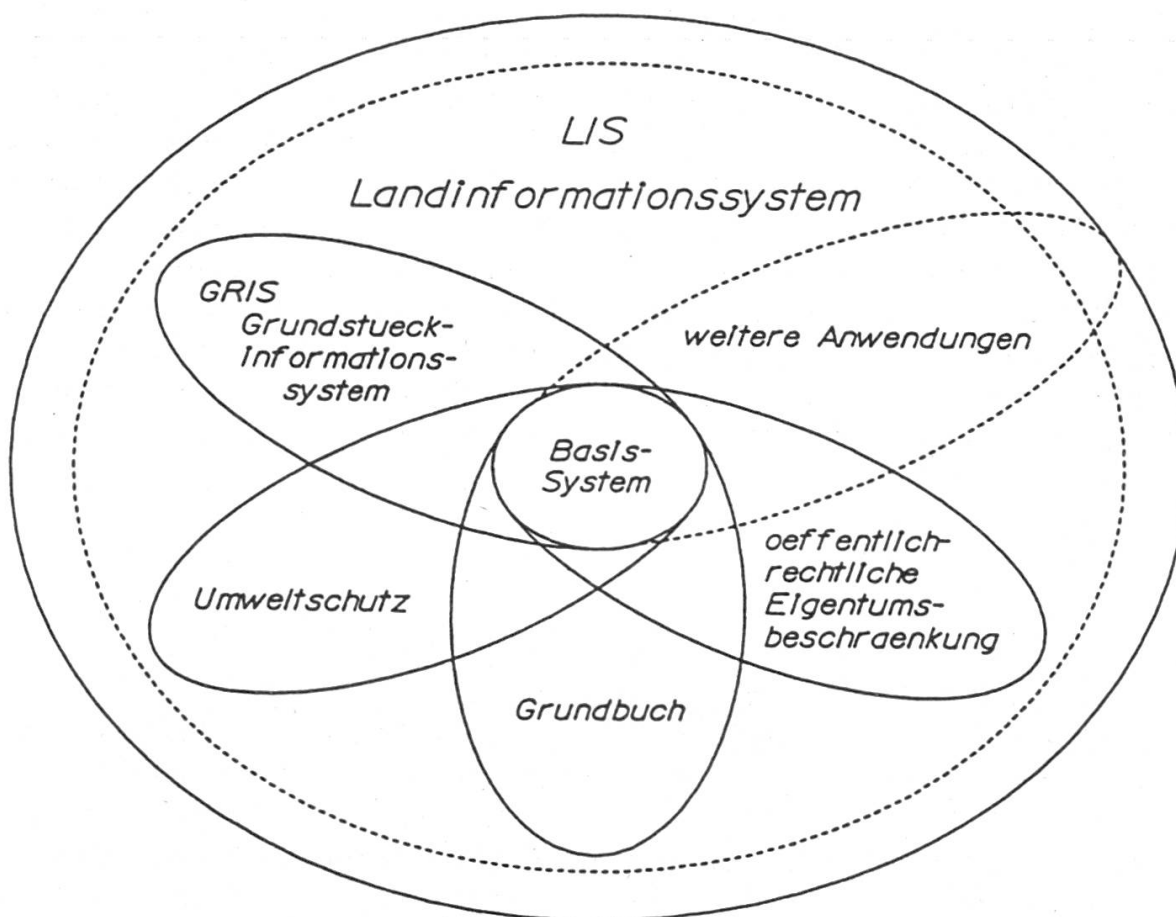 LIS
Landinformationssystem
GRIS
Grundstueck-
informations-
system
weitere Anwendungen
Basis-
System
oeffentlich-
rechtliche
Eigentums-
beschraenkung
Umweltschutz
Grundbuch